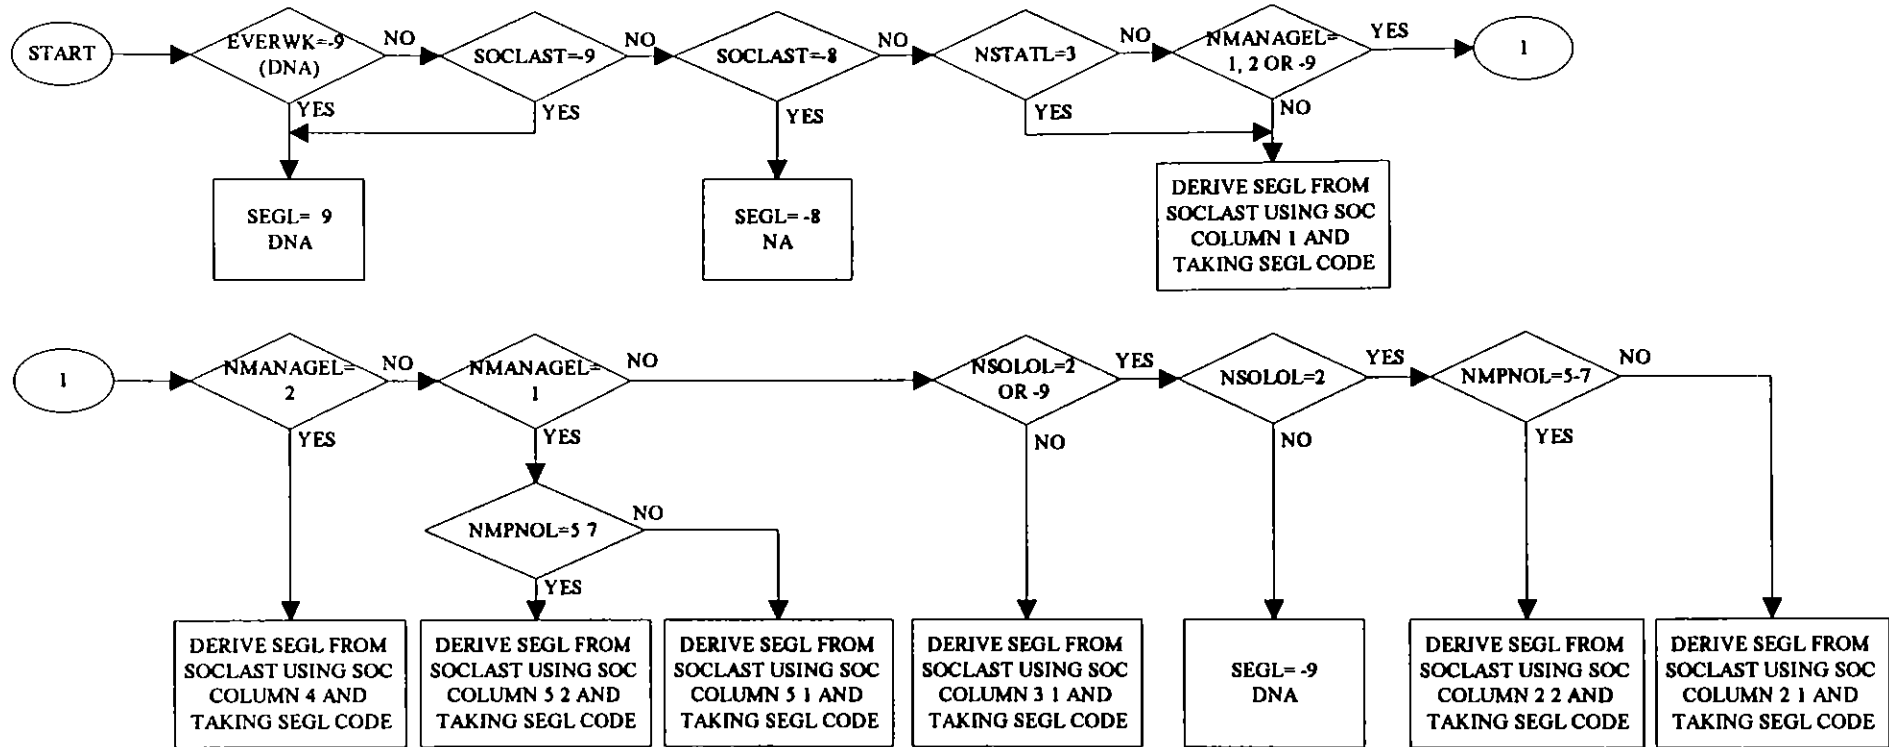 START
EVERWK=-9
(DNA)
NO
YES
SOCLAST=-9
NO
YES
SOCLAST=-8
NO
YES
NSTATL=3
NO
YES
NMANAGEL=
1, 2 OR -9
YES
NO
1
SEGL= 9
DNA
SEGL= -8
NA
DERIVE SEGL FROM
SOCLAST USING SOC
COLUMN 1 AND
TAKING SEGL CODE
1
NMANAGEL=
2
NO
YES
NMANAGEL=
1
NO
YES
NSOLOL=2
OR -9
YES
NO
NSOLOL=2
YES
NO
NMPNOL=5-7
NO
YES
NMPNOL=5 7
NO
YES
DERIVE SEGL FROM
SOCLAST USING SOC
COLUMN 4 AND
TAKING SEGL CODE
DERIVE SEGL FROM
SOCLAST USING SOC
COLUMN 5 2 AND
TAKING SEGL CODE
DERIVE SEGL FROM
SOCLAST USING SOC
COLUMN 5 1 AND
TAKING SEGL CODE
DERIVE SEGL FROM
SOCLAST USING SOC
COLUMN 3 1 AND
TAKING SEGL CODE
SEGL= -9
DNA
DERIVE SEGL FROM
SOCLAST USING SOC
COLUMN 2 2 AND
TAKING SEGL CODE
DERIVE SEGL FROM
SOCLAST USING SOC
COLUMN 2 1 AND
TAKING SEGL CODE